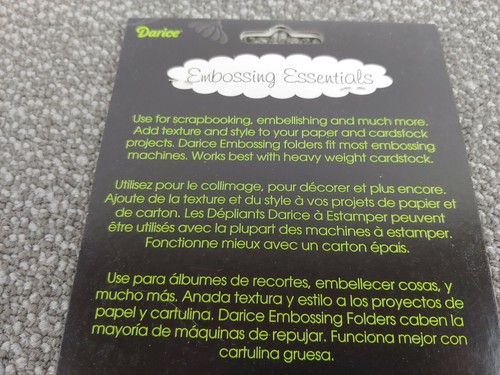 Darice
Embossing Essentials
Use for scrapbooking, embellishing and much more.
Add texture and style to your paper and cardstock
projects. Darice Embossing folders fit most embossing
machines. Works best with heavy weight cardstock.
Utilisez pour le collimage, pour décorer et plus encore.
Ajoute de la texture et du style à vos projets de papier et
de carton. Les Dépliants Darice à Estamper peuvent
être utilisés avec la plupart des machines à estamper.
Fonctionne mieux avec un carton épais.
Use para álbumes de recortes, embellecer cosas, y
mucho más. Anada textura y estilo a los proyectos de
papel y cartulina. Darice Embossing Folders caben la
mayoría de máquinas de repujar. Funciona mejor con
cartulina gruesa.